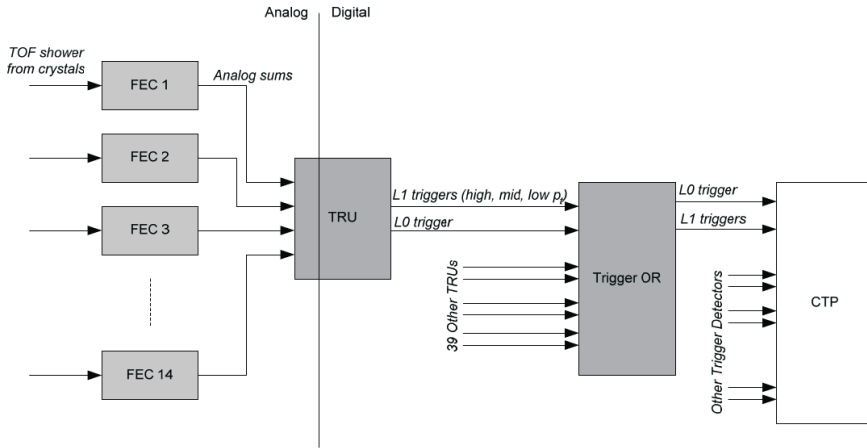 Analog
Digital
TOF shower
from crystals
FEC 1
Analog sums
FEC 2
FEC 3
FEC 14
TRU
L1 triggers (high, mid, low pt)
L0 trigger
39 Other TRUs
Trigger OR
L0 trigger
L1 triggers
Other Trigger Detectors
CTP